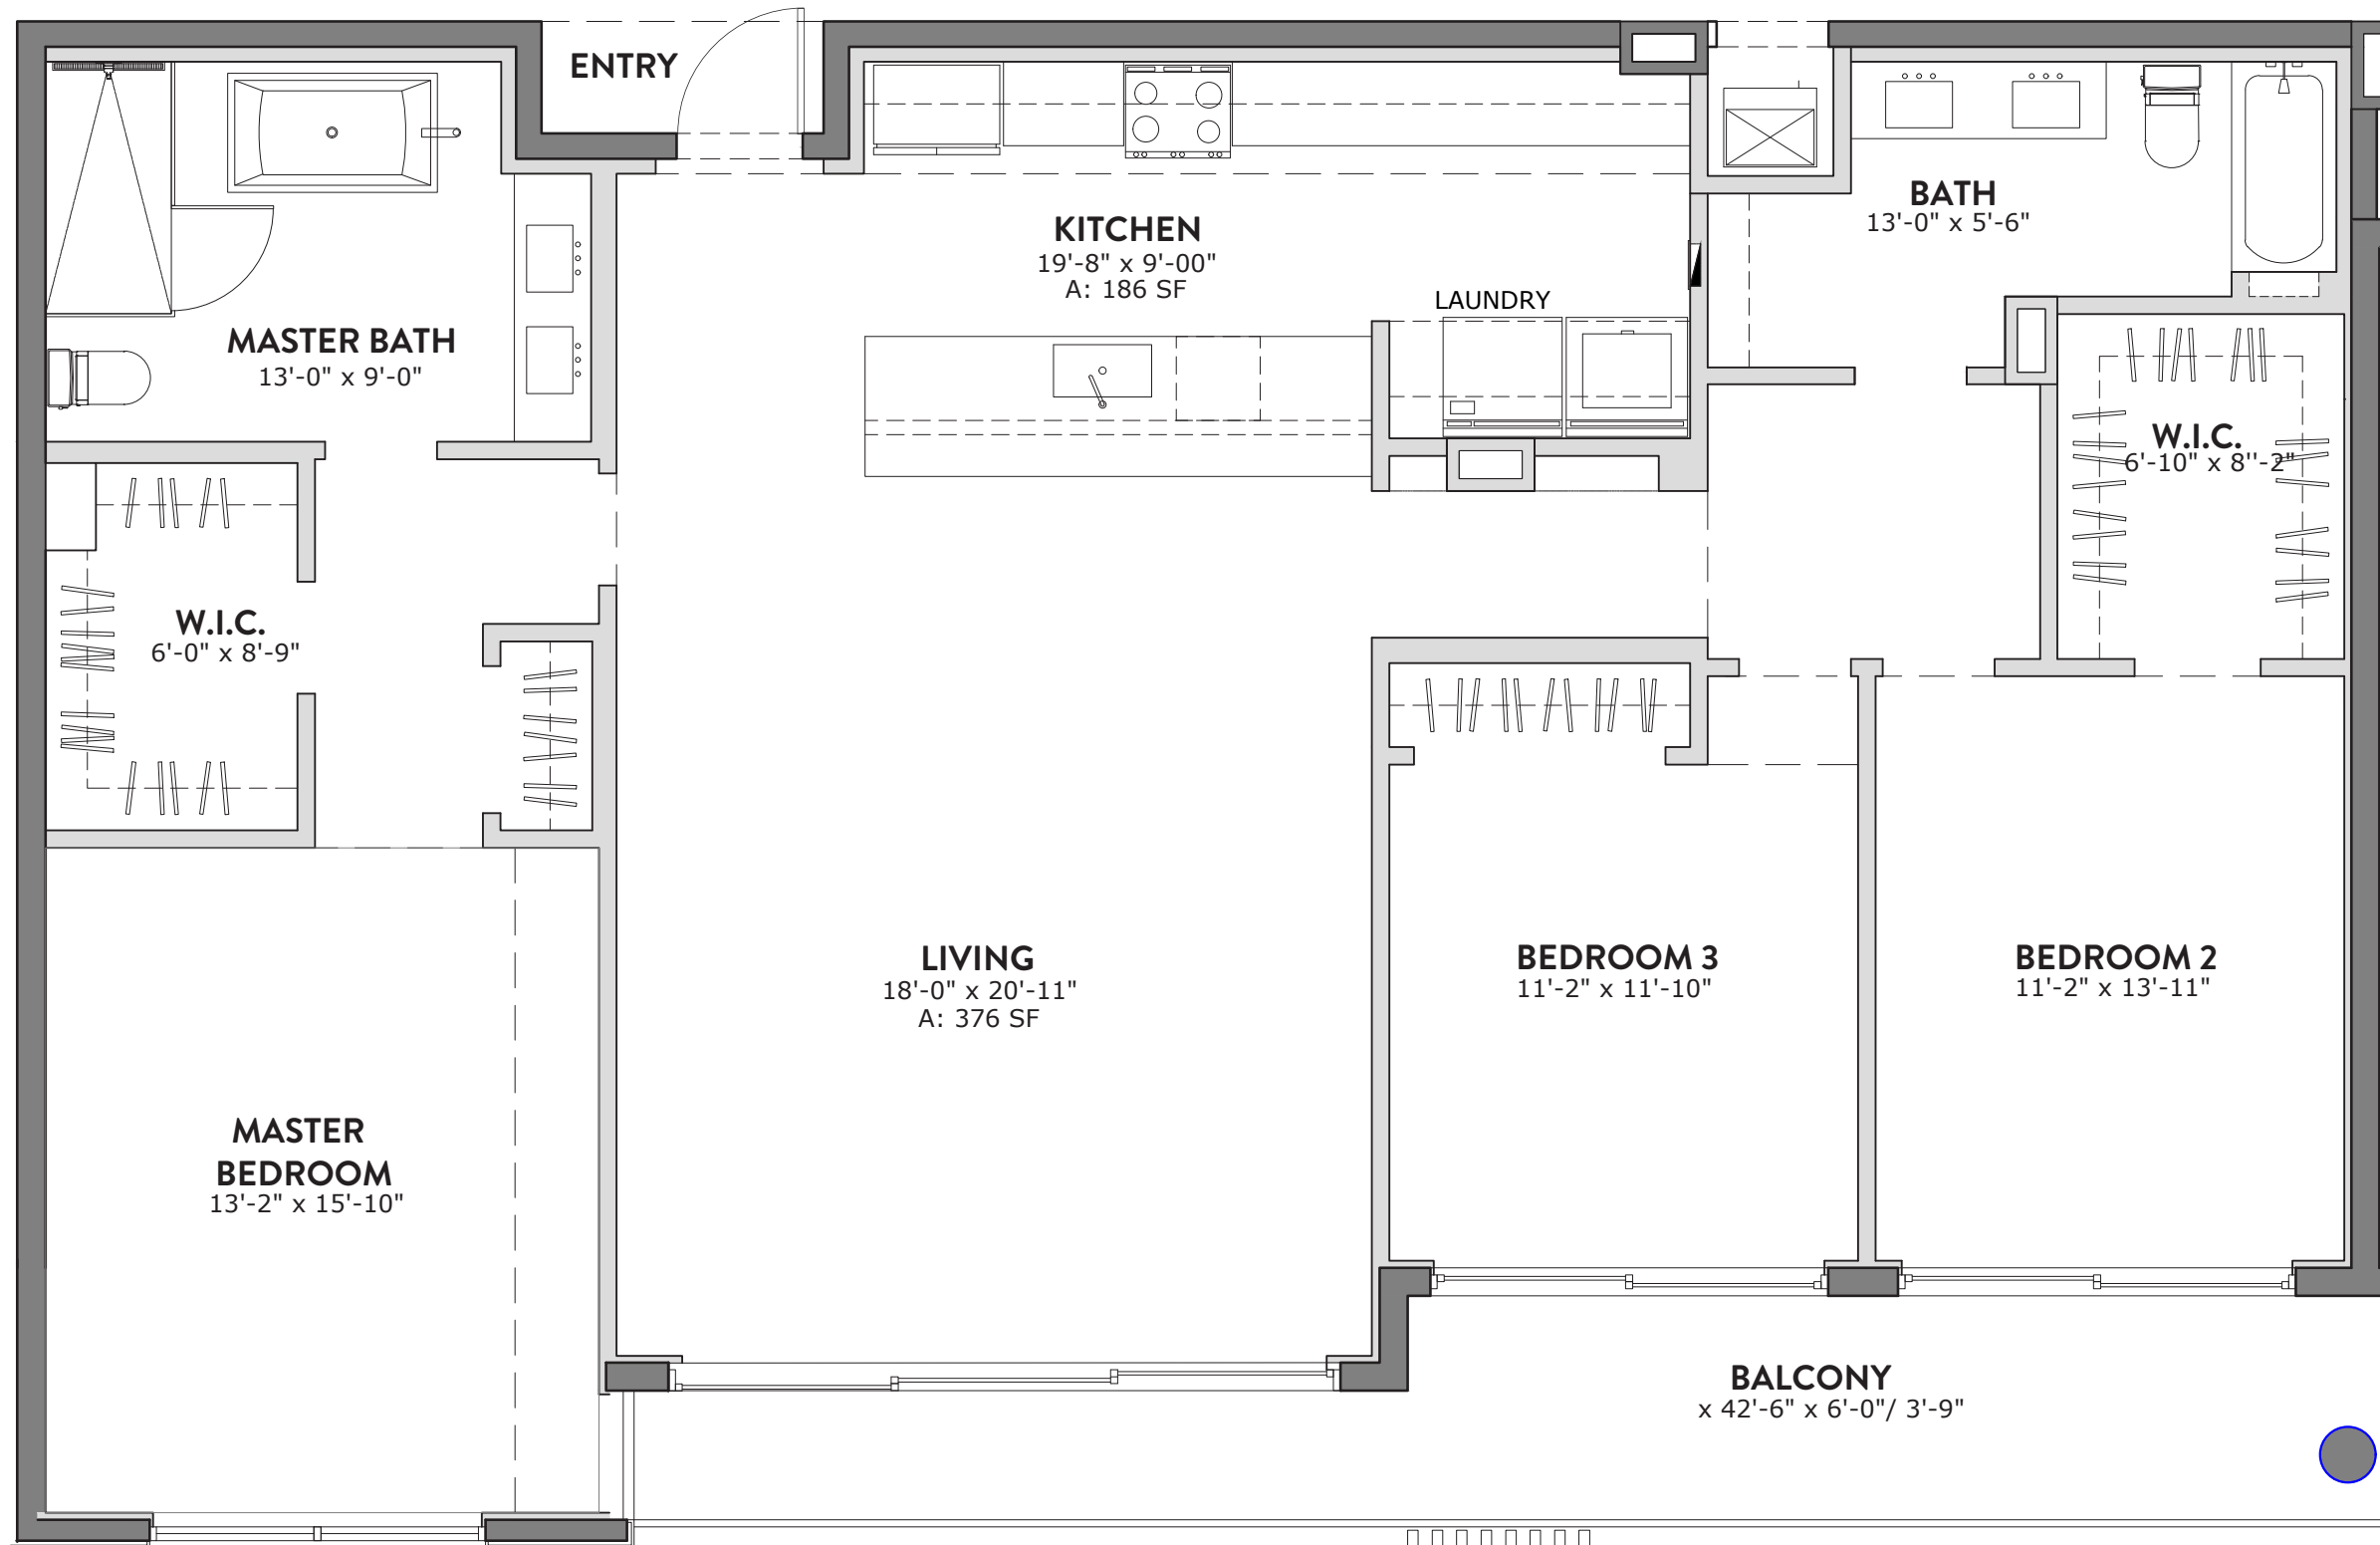 ENTRY
KITCHEN
19'-8" x 9'-00"
A: 186 SF
LAUNDRY
BATH
13'-0" x 5'-6"
MASTER BATH
13'-0" x 9'-0"
W.I.C.
6'-10" x 8''-2"
W.I.C.
6'-0" x 8'-9"
LIVING
18'-0" x 20'-11"
A: 376 SF
BEDROOM 3
11'-2" x 11'-10"
BEDROOM 2
11'-2" x 13'-11"
MASTER
BEDROOM
13'-2" x 15'-10"
BALCONY
x 42'-6" x 6'-0"/ 3'-9"